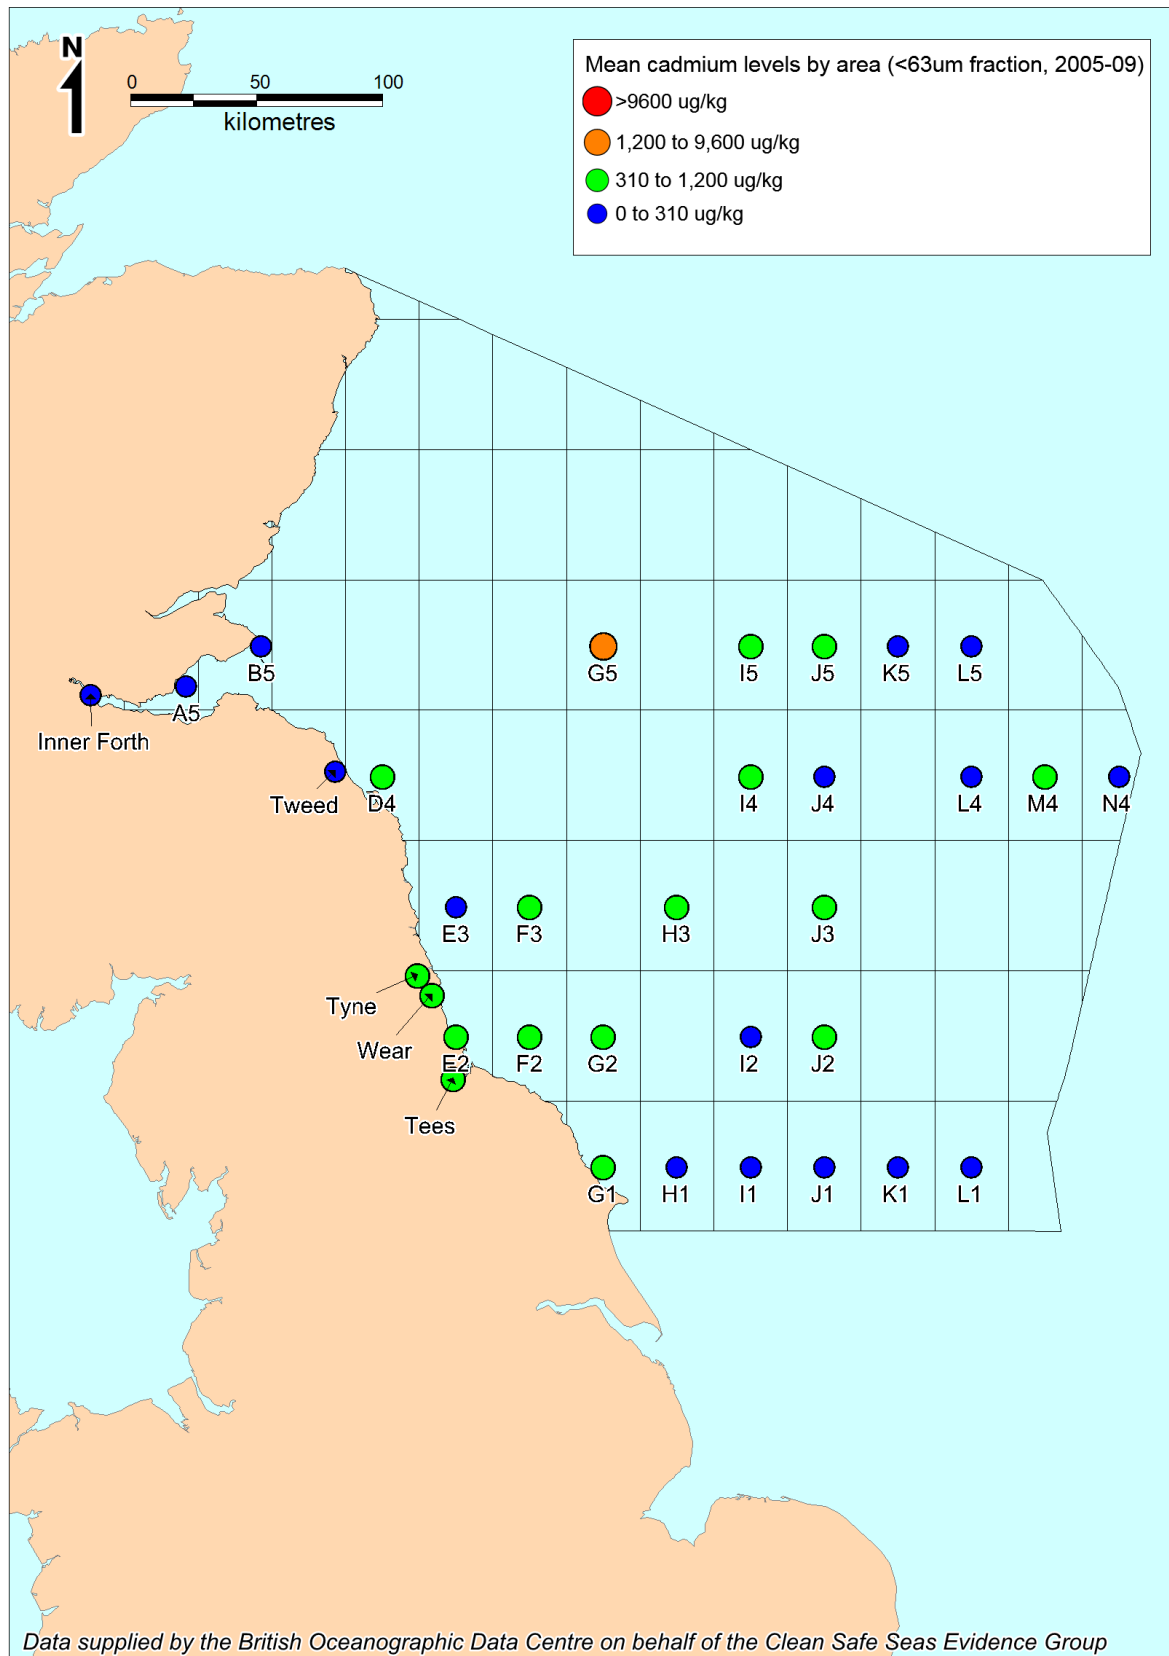 N
0 50 100
kilometres
Mean cadmium levels by area (<63um fraction, 2005-09)
>9600 ug/kg
1,200 to 9,600 ug/kg
310 to 1,200 ug/kg
0 to 310 ug/kg
B5 G5 I5 J5 K5 L5
A5
Inner Forth
Tweed D4 I4 J4 L4 M4 N4
E3 F3 H3 J3
Tyne
Wear
E2 F2 G2 I2 J2
Tees
G1 H1 I1 J1 K1 L1
Data supplied by the British Oceanographic Data Centre on behalf of the Clean Safe Seas Evidence Group